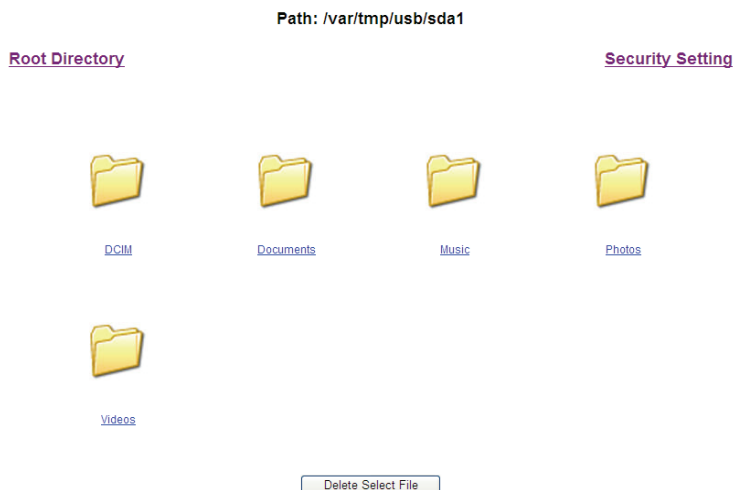 Path: /var/tmp/usb/sda1
Root Directory Security Setting
DCIM Documents Music Photos
Videos
Delete Select File